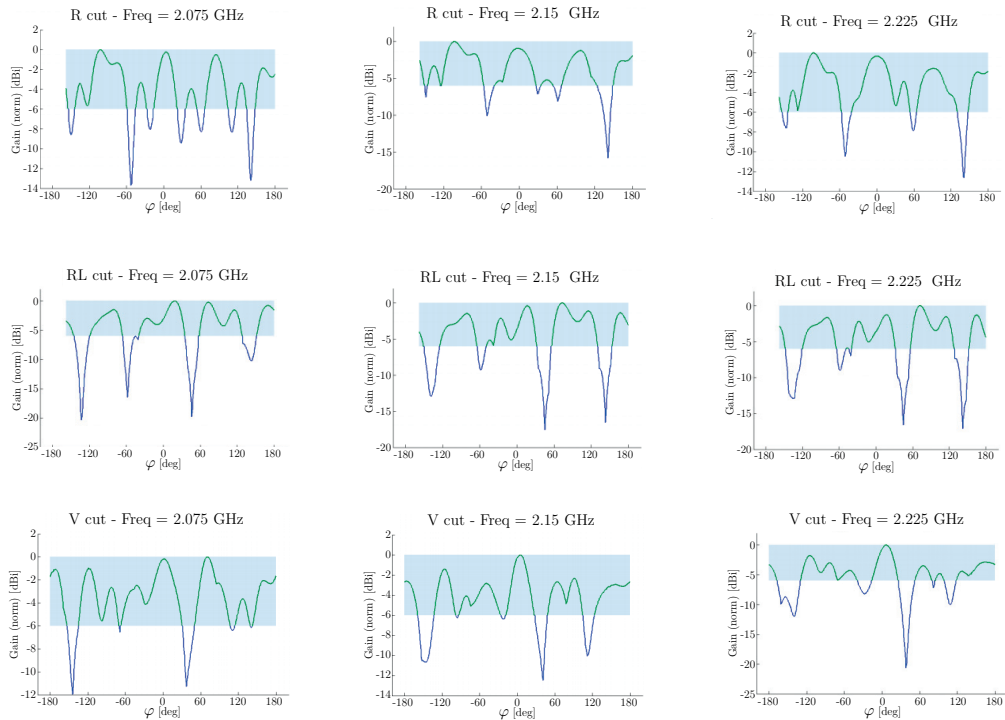 R cut - Freq = 2.075 GHz
Gain (norm) [dBi]
2
0
-2
-4
-6
-8
-10
-12
-14
-180 -120 -60 0 60 120 180
φ [deg]
R cut - Freq = 2.15 GHz
Gain (norm) [dBi]
5
0
-5
-10
-15
-20
-180 -120 -60 0 60 120 180
φ [deg]
R cut - Freq = 2.225 GHz
Gain (norm) [dBi]
2
0
-2
-4
-6
-8
-10
-12
14
-180 -120 -60 0 60 120 180
φ [deg]
RL cut - Freq = 2.075 GHz
Gain (norm) [dBi]
0
-5
-10
-15
-20
-25
-180 -120 -60 0 60 120 180
φ [deg]
RL cut - Freq = 2.15 GHz
Gain (norm) [dBi]
0
-5
-10
-15
-20
-180 -120 -60 0 60 120 180
φ [deg]
RL cut - Freq = 2.225 GHz
Gain (norm) [dBi]
0
-5
-10
-15
-20
-180 -120 -60 0 60 120 180
φ [deg]
V cut - Freq = 2.075 GHz
Gain (norm) [dBi]
2
0
-2
-4
-6
-8
-10
-12
-180 -120 -60 0 60 120 180
φ [deg]
V cut - Freq = 2.15 GHz
Gain (norm) [dBi]
2
0
-2
-4
-6
-8
-10
-12
-14
-180 -120 -60 0 60 120 180
φ [deg]
V cut - Freq = 2.225 GHz
Gain (norm) [dBi]
0
-5
-10
-15
-20
-25
-180 -120 -60 0 60 120 180
φ [deg]